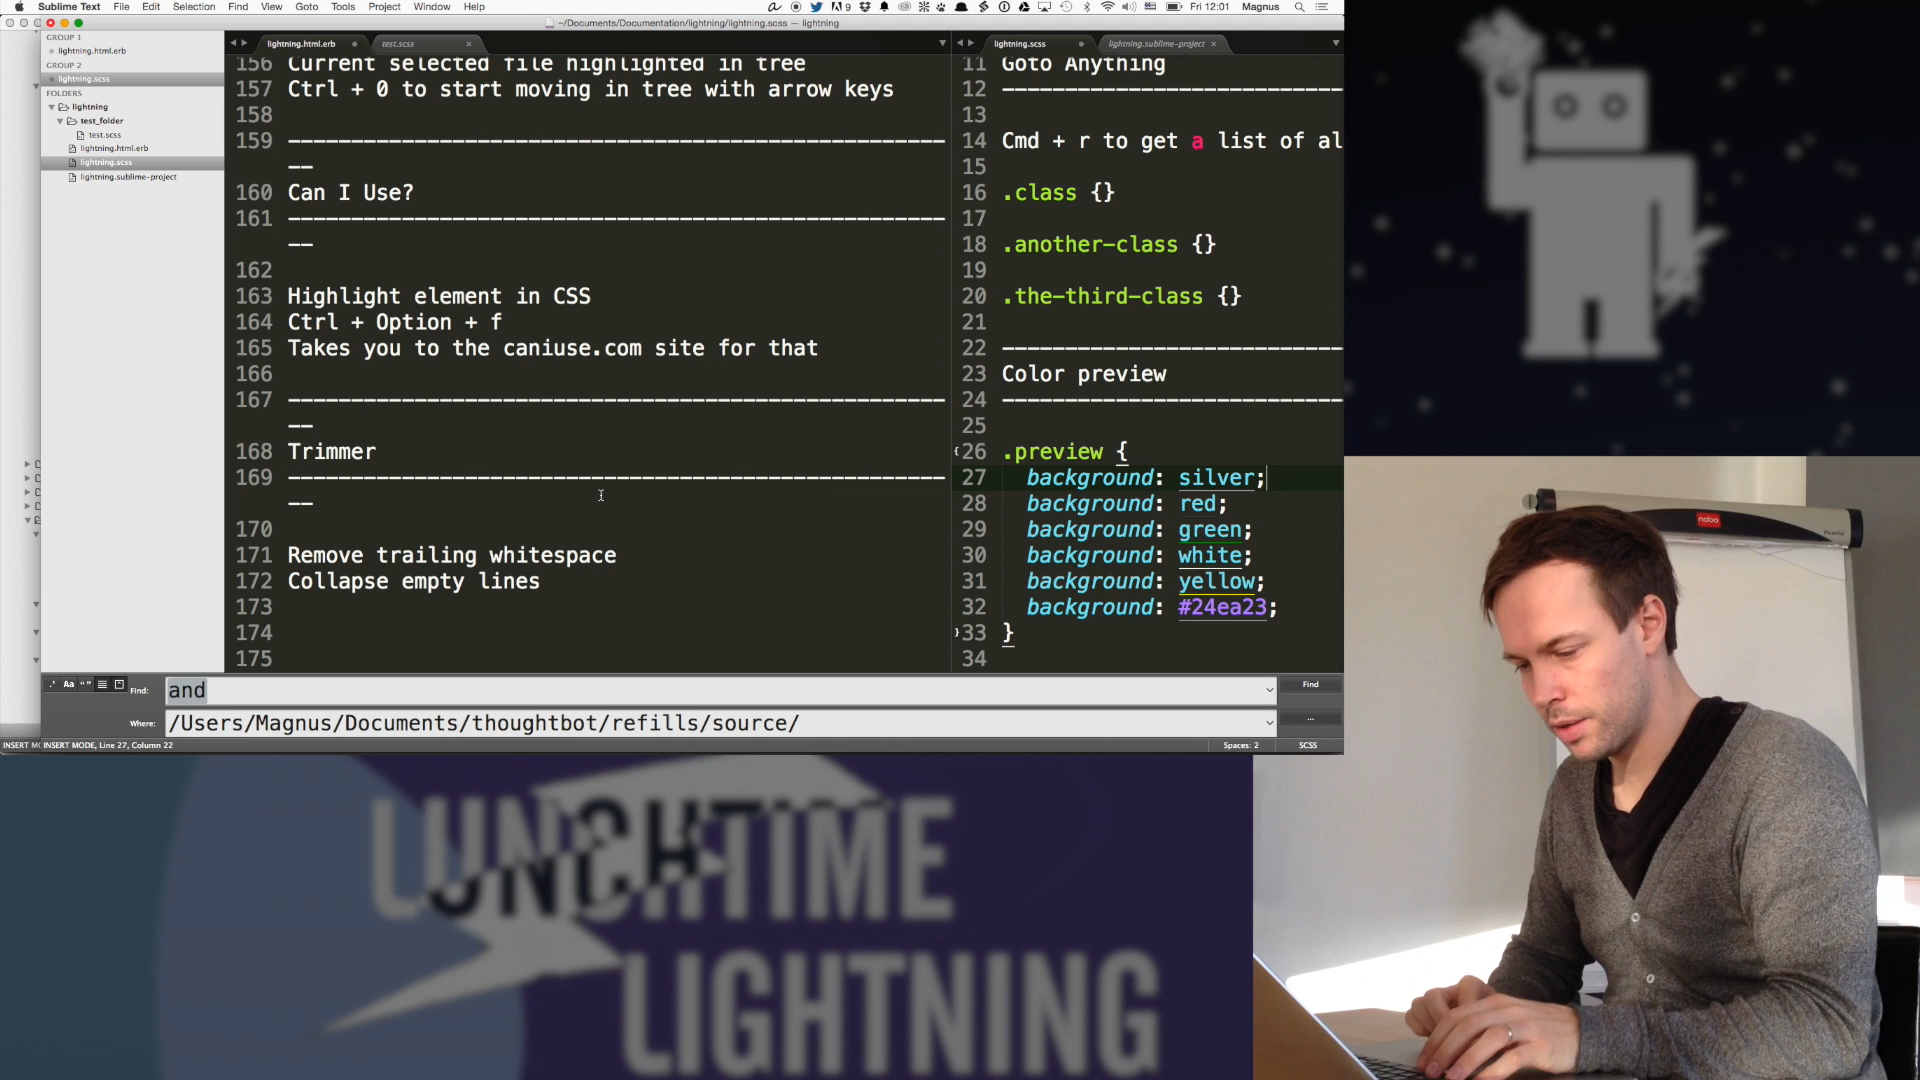 Sublime Text File Edit Selection Find View Goto Tools Project Window Help
9 Fri 12:01 Magnus
~/Documents/Documentation/lightning/lightning.scss — lightning
GROUP 1
lightning.html.erb
GROUP 2
lightning.scss
FOLDERS
lightning
test_folder
test.scss
lightning.html.erb
lightning.scss
lightning.sublime-project
lightning.html.erb test.scss
156 Current selected file highlighted in tree
157 Ctrl + 0 to start moving in tree with arrow keys
158
159 ----------------------------------------------------
--
160 Can I Use?
161 ----------------------------------------------------
--
162
163 Highlight element in CSS
164 Ctrl + Option + f
165 Takes you to the caniuse.com site for that
166
167 ----------------------------------------------------
--
168 Trimmer
169 ----------------------------------------------------
--
170
171 Remove trailing whitespace
172 Collapse empty lines
173
174
175
lightning.scss lightning.sublime-project
11 Goto Anything
12 ---------------------------
13
14 Cmd + r to get a list of al
15
16 .class {}
17
18 .another-class {}
19
20 .the-third-class {}
21
22 ---------------------------
23 Color preview
24 ---------------------------
25
26 .preview {
27 background: silver;
28 background: red;
29 background: green;
30 background: white;
31 background: yellow;
32 background: #24ea23;
33 }
34
.* Aa “” Find: and Find
Where: /Users/Magnus/Documents/thoughtbot/refills/source/ ...
INSERT MO INSERT MODE, Line 27, Column 22 Spaces: 2 SCSS
nobo
Piranha
LUNCHTIME
LIGHTNING